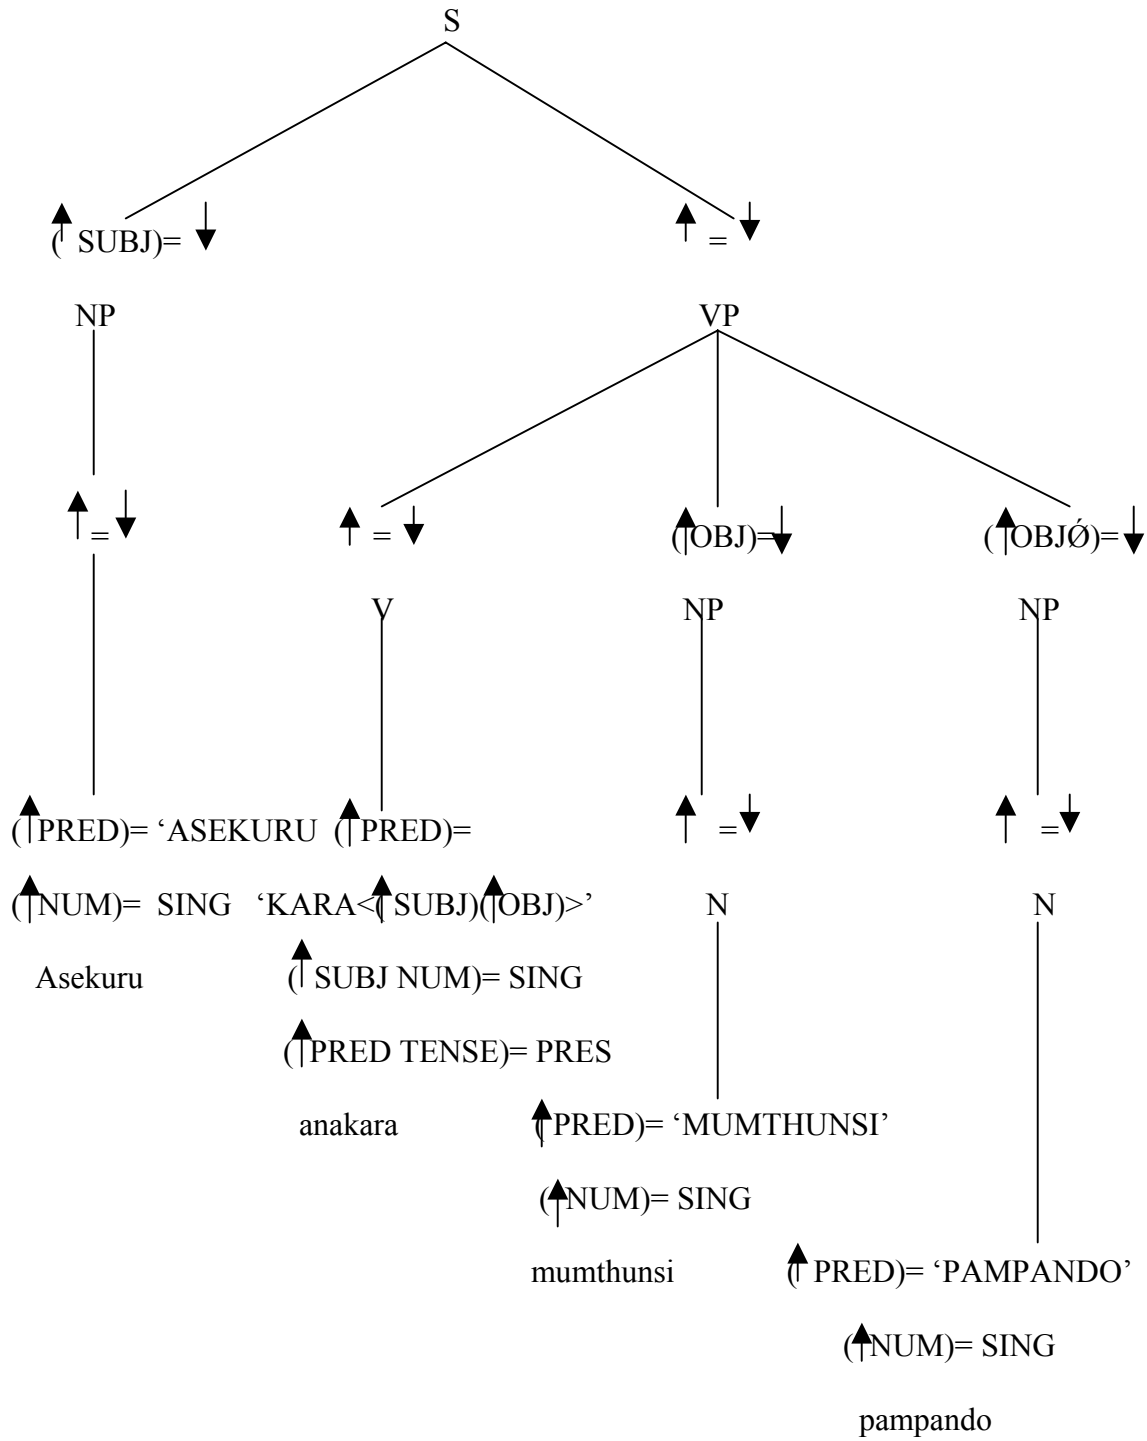 S
(↑ SUBJ)= ↓ ↑ = ↓
NP VP
↑ = ↓ ↑ = ↓ (↑OBJ)=↓ (↑OBJǾ)=↓
V NP NP
(↑PRED)= ‘ASEKURU (↑PRED)= ↑ =↓ ↑ =↓
(↑NUM)= SING ‘KARA<(↑ SUBJ)(↑OBJ)>’ N N
Asekuru (↑ SUBJ NUM)= SING
(↑PRED TENSE)= PRES
anakara (↑PRED)= ‘MUMTHUNSI’
(↑NUM)= SING
mumthunsi (↑ PRED)= ‘PAMPANDO’
(↑NUM)= SING
pampando